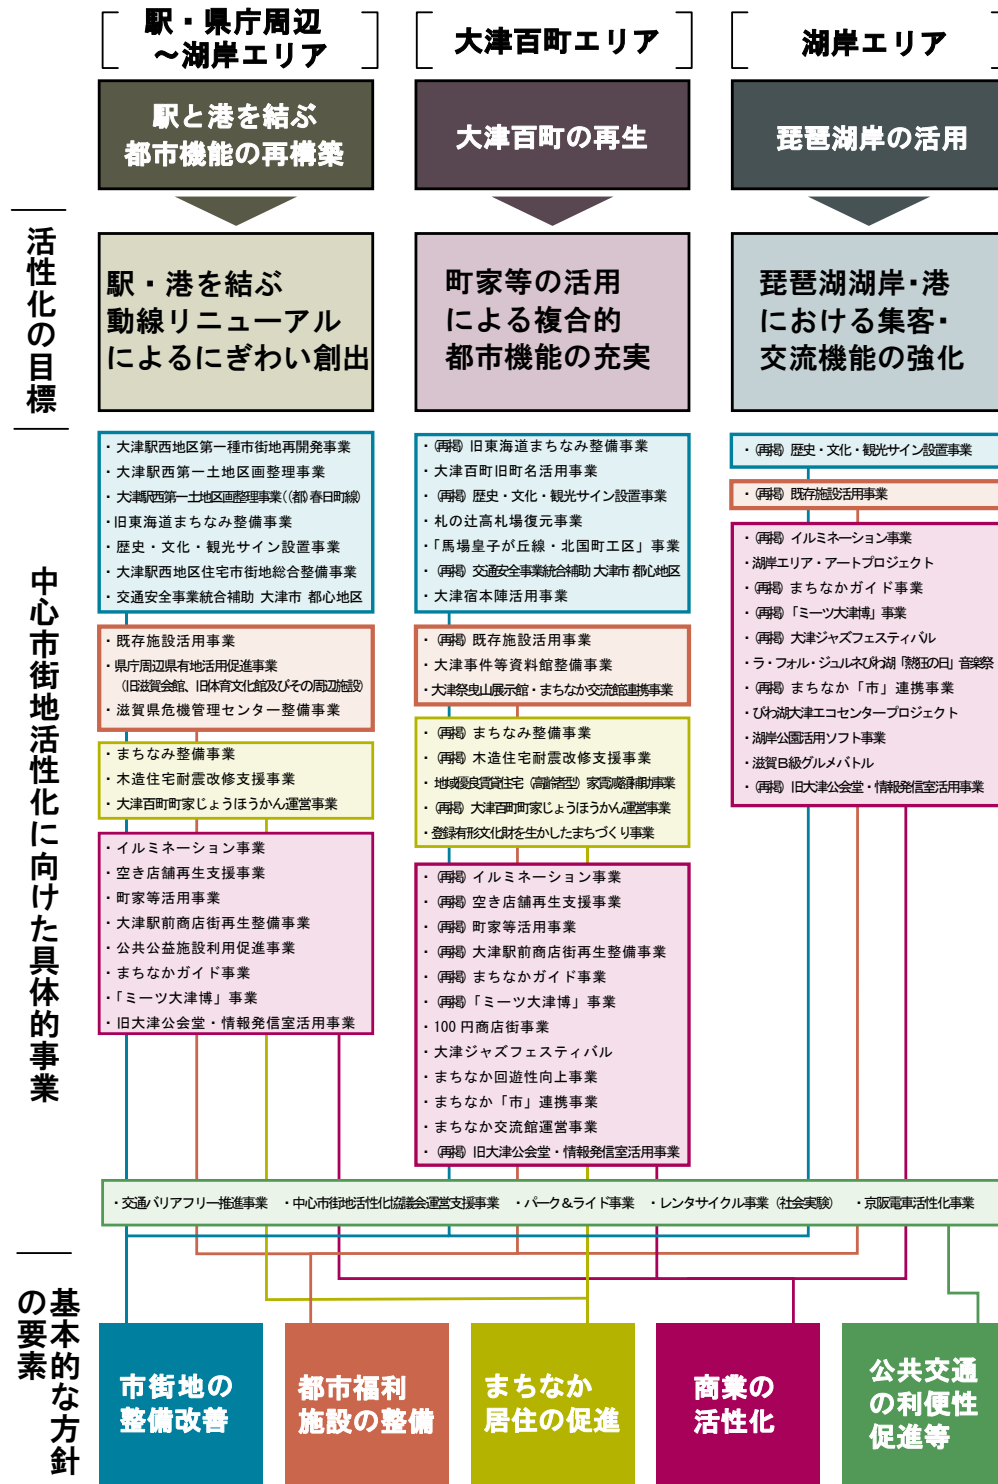 駅・県庁周辺
～湖岸エリア
大津百町エリア
湖岸エリア
駅と港を結ぶ
都市機能の再構築
大津百町の再生
琵琶湖岸の活用
活性化の目標
駅・港を結ぶ
動線リニューアル
によるにぎわい創出
町家等の活用
による複合的
都市機能の充実
琵琶湖湖岸・港
における集客・
交流機能の強化
中心市街地活性化に向けた具体的事業
・大津駅西地区第一種市街地再開発事業
・大津駅西第一土地区画整理事業
・大津駅西第一土地区画整理事業((都)春日町線)
・旧東海道まちなみ整備事業
・歴史・文化・観光サイン設置事業
・大津駅西地区住宅市街地総合整備事業
・交通安全事業統合補助 大津市 都心地区
・既存施設活用事業
・県庁周辺県有地活用促進事業
（旧滋賀会館、旧体育文化館及びその周辺施設）
・滋賀県危機管理センター整備事業
・まちなみ整備事業
・木造住宅耐震改修支援事業
・大津百町町家じょうほうかん運営事業
・イルミネーション事業
・空き店舗再生支援事業
・町家等活用事業
・大津駅前商店街再生整備事業
・公共公益施設利用促進事業
・まちなかガイド事業
・「ミーツ大津博」事業
・旧大津公会堂・情報発信室活用事業
・(再掲) 旧東海道まちなみ整備事業
・大津百町旧町名活用事業
・(再掲) 歴史・文化・観光サイン設置事業
・札の辻高札場復元事業
・「馬場皇子が丘線・北国町工区」事業
・(再掲) 交通安全事業統合補助 大津市 都心地区
・大津宿本陣活用事業
・(再掲) 既存施設活用事業
・大津事件等資料館整備事業
・大津祭曳山展示館・まちなか交流館連携事業
・(再掲) まちなみ整備事業
・(再掲) 木造住宅耐震改修支援事業
・地域優良賃貸住宅（高齢者型）家賃減額補助事業
・(再掲) 大津百町町家じょうほうかん運営事業
・登録有形文化財を生かしたまちづくり事業
・(再掲) イルミネーション事業
・(再掲) 空き店舗再生支援事業
・(再掲) 町家等活用事業
・(再掲) 大津駅前商店街再生整備事業
・(再掲) まちなかガイド事業
・(再掲) 「ミーツ大津博」事業
・100円商店街事業
・大津ジャズフェスティバル
・まちなか回遊性向上事業
・まちなか「市」連携事業
・まちなか交流館運営事業
・(再掲) 旧大津公会堂・情報発信室活用事業
・(再掲) 歴史・文化・観光サイン設置事業
・(再掲) 既存施設活用事業
・(再掲) イルミネーション事業
・湖岸エリア・アートプロジェクト
・(再掲) まちなかガイド事業
・(再掲) 「ミーツ大津博」事業
・(再掲) 大津ジャズフェスティバル
・ラ・フォル・ジュルネびわ湖「熱狂の日」音楽祭
・(再掲) まちなか「市」連携事業
・びわ湖大津エコセンタープロジェクト
・湖岸公園活用ソフト事業
・滋賀Ｂ級グルメバトル
・(再掲) 旧大津公会堂・情報発信室活用事業
・交通バリアフリー推進事業 ・中心市街地活性化協議会運営支援事業 ・パーク＆ライド事業 ・レンタサイクル事業（社会実験） ・京阪電車活性化事業
基本的な方針
の要素
市街地の
整備改善
都市福利
施設の整備
まちなか
居住の促進
商業の
活性化
公共交通
の利便性
促進等